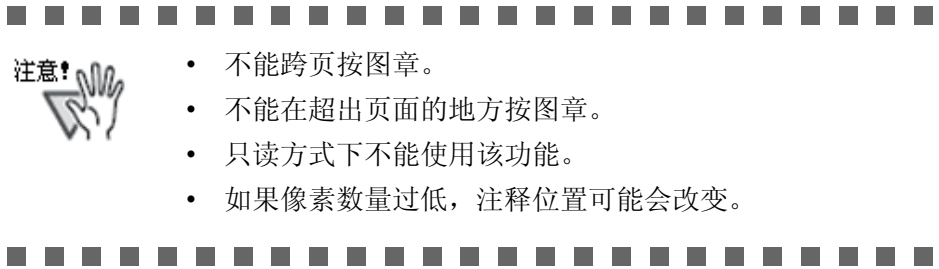 注意!
• 不能跨页按图章。
• 不能在超出页面的地方按图章。
• 只读方式下不能使用该功能。
• 如果像素数量过低，注释位置可能会改变。